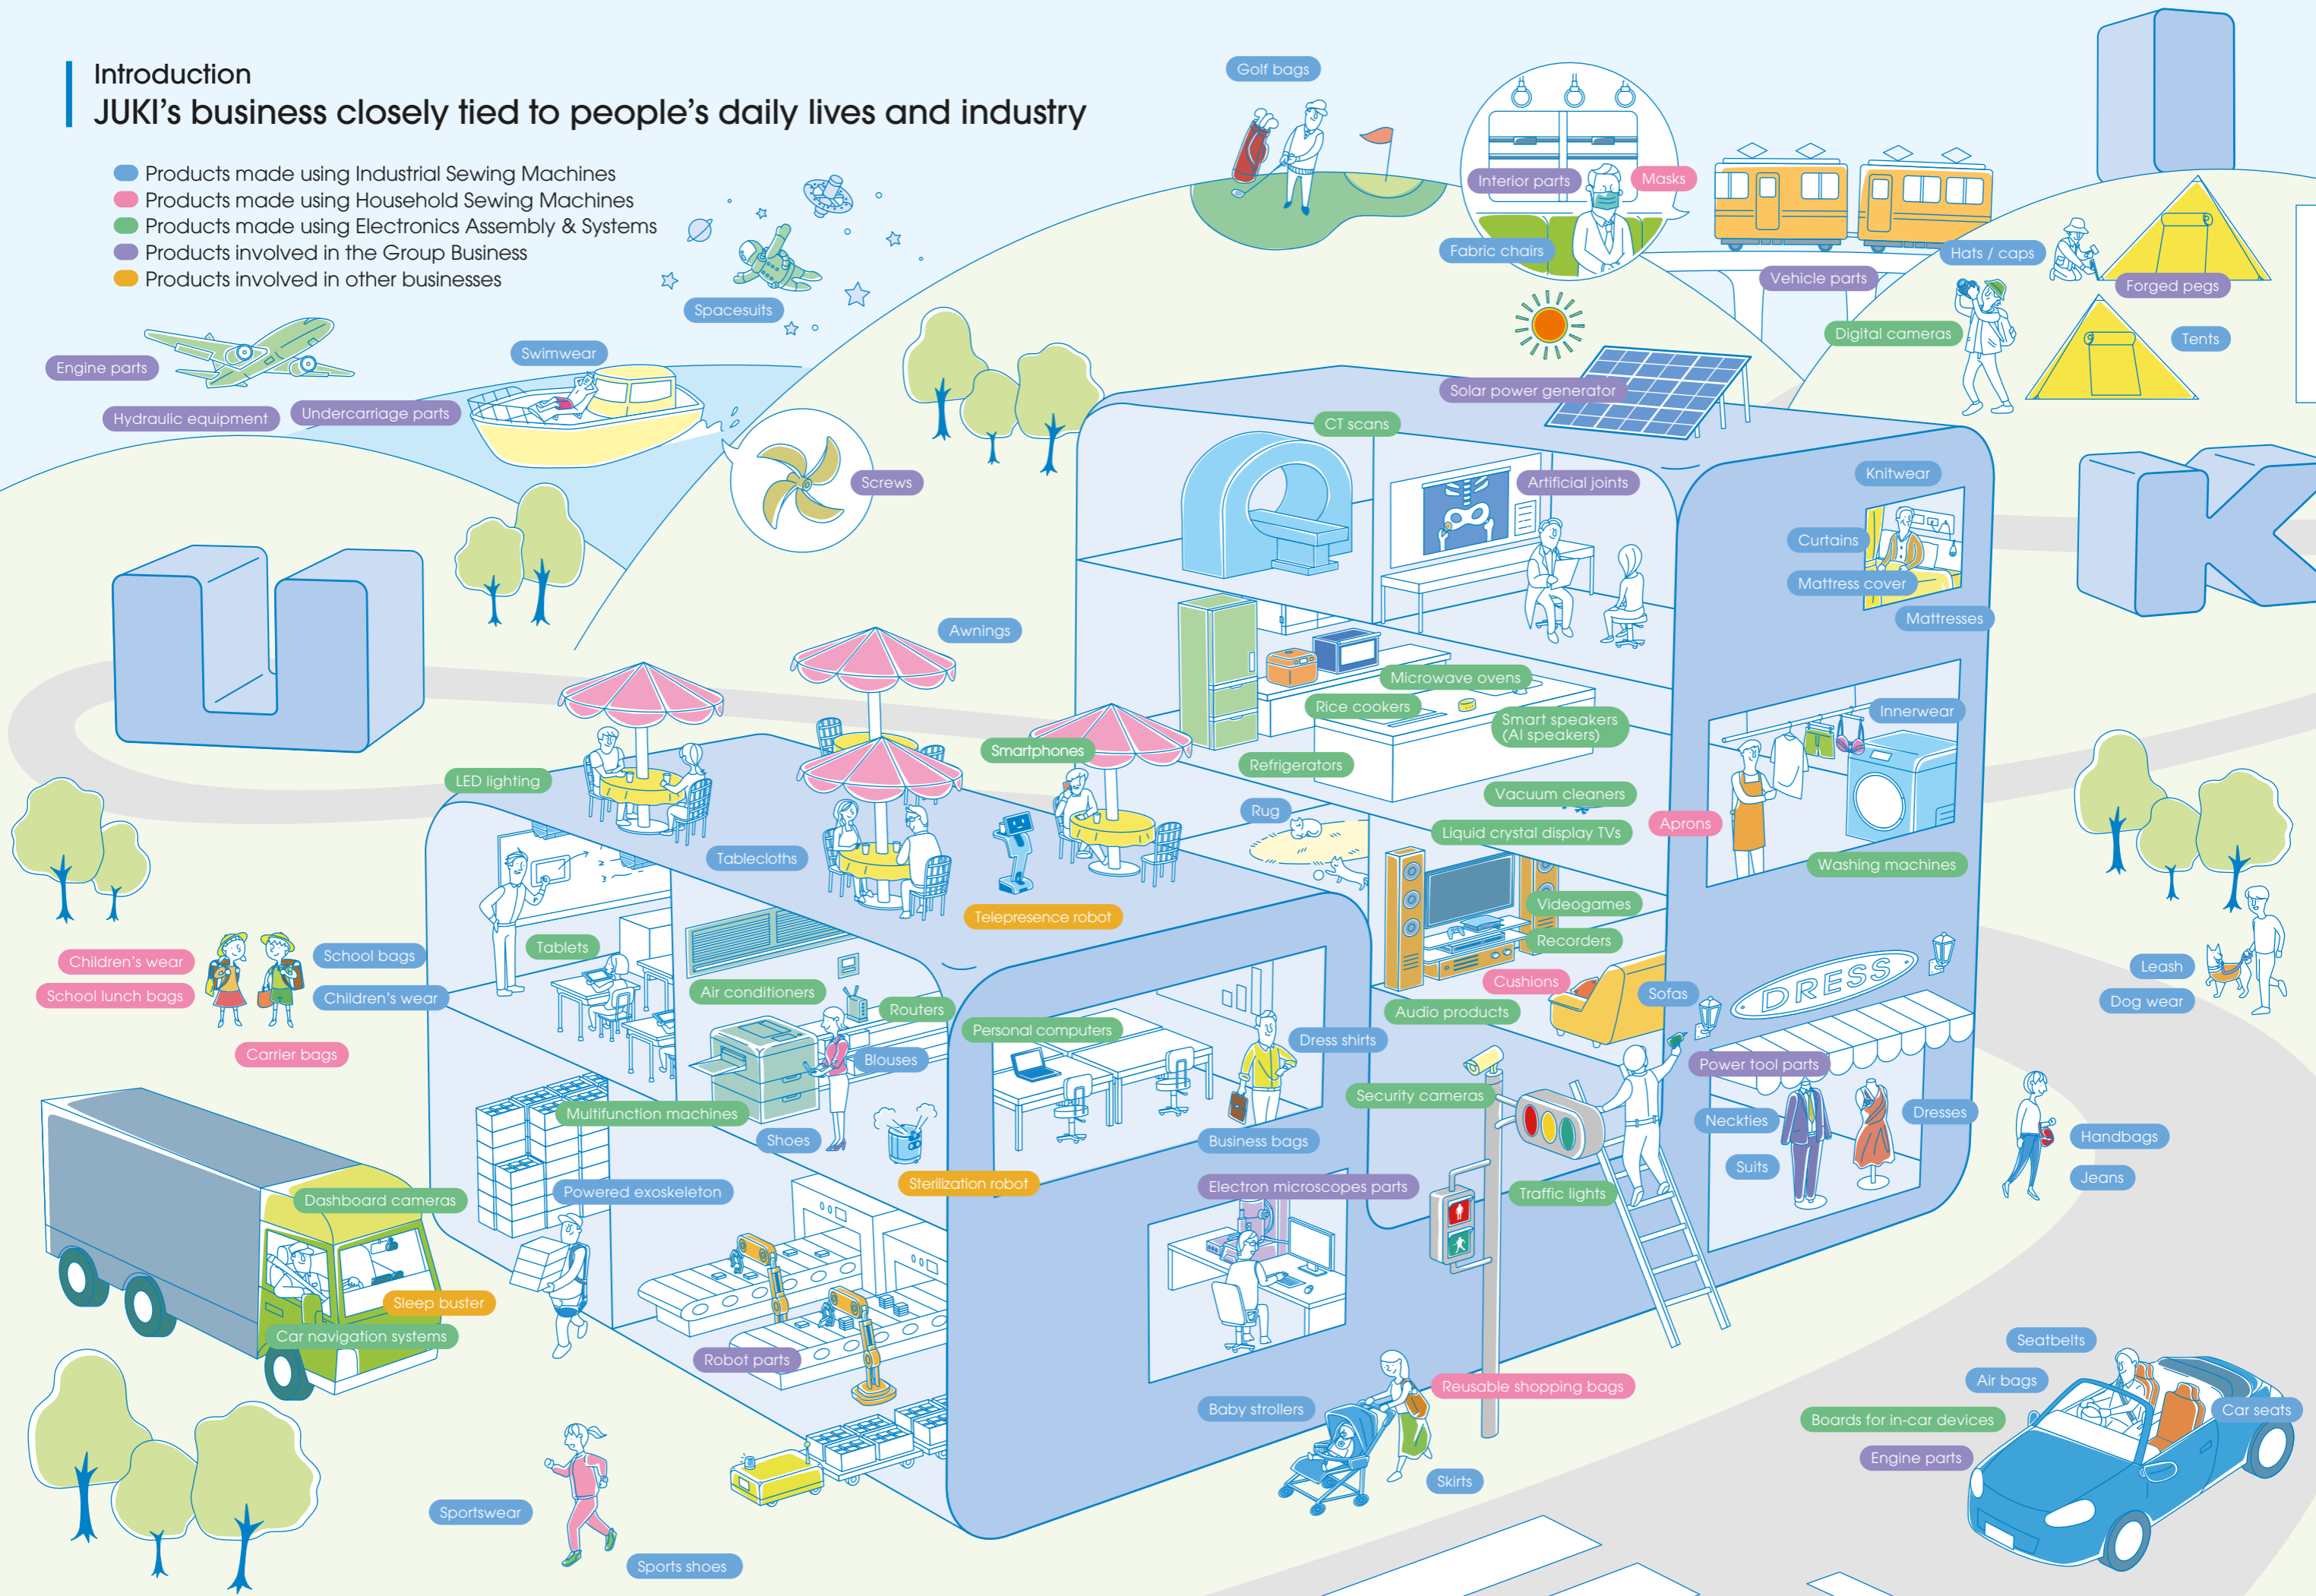 Introduction
JUKI's business closely tied to people's daily lives and industry
Products made using Industrial Sewing Machines
Products made using Household Sewing Machines
Products made using Electronics Assembly & Systems
Products involved in the Group Business
Products involved in other businesses
Golf bags
Interior parts
Masks
Fabric chairs
Hats / caps
Vehicle parts
Forged pegs
Digital cameras
Tents
Spacesuits
Swimwear
Engine parts
Hydraulic equipment
Undercarriage parts
Screws
Solar power generator
CT scans
Artificial joints
Knitwear
Curtains
Mattress cover
Mattresses
U
K
Awnings
Microwave ovens
Rice cookers
Smart speakers
(AI speakers)
Innerwear
Smartphones
Refrigerators
LED lighting
Vacuum cleaners
Rug
Liquid crystal display TVs
Aprons
Tablecloths
Washing machines
Telepresence robot
Videogames
Recorders
Tablets
Children's wear
School bags
School lunch bags
Children's wear
Carrier bags
Air conditioners
Routers
Personal computers
Blouses
Dress shirts
Cushions
Sofas
Audio products
DRESS
Leash
Dog wear
Power tool parts
Security cameras
Multifunction machines
Shoes
Business bags
Neckties
Dresses
Suits
Handbags
Jeans
Dashboard cameras
Powered exoskeleton
Sterilization robot
Electron microscopes parts
Traffic lights
Sleep buster
Car navigation systems
Robot parts
Reusable shopping bags
Baby strollers
Skirts
Seatbelts
Air bags
Car seats
Boards for in-car devices
Engine parts
Sportswear
Sports shoes